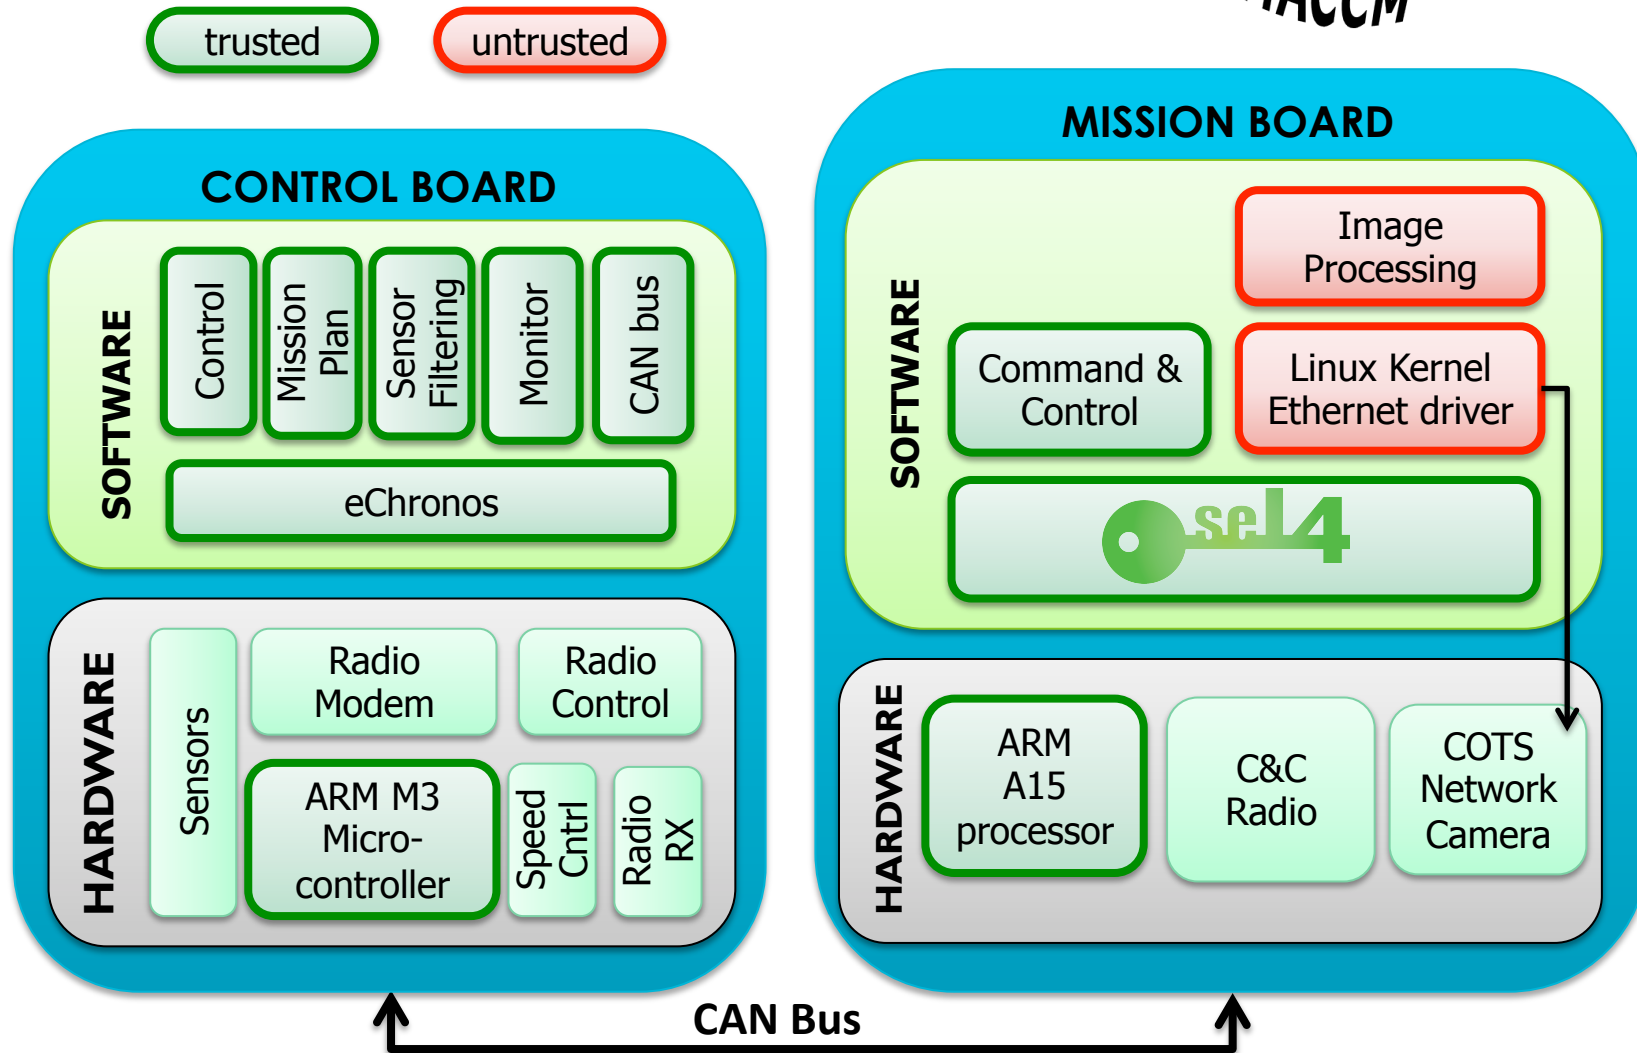 trusted
untrusted
CONTROL BOARD
SOFTWARE
Control
Mission
Plan
Sensor
Filtering
Monitor
CAN bus
eChronos
HARDWARE
Sensors
Radio
Modem
Radio
Control
ARM M3
Micro-
controller
Speed
Cntrl
Radio
RX
MISSION BOARD
SOFTWARE
Image
Processing
Command &
Control
Linux Kernel
Ethernet driver
seL4
HARDWARE
ARM
A15
processor
C&C
Radio
COTS
Network
Camera
CAN Bus